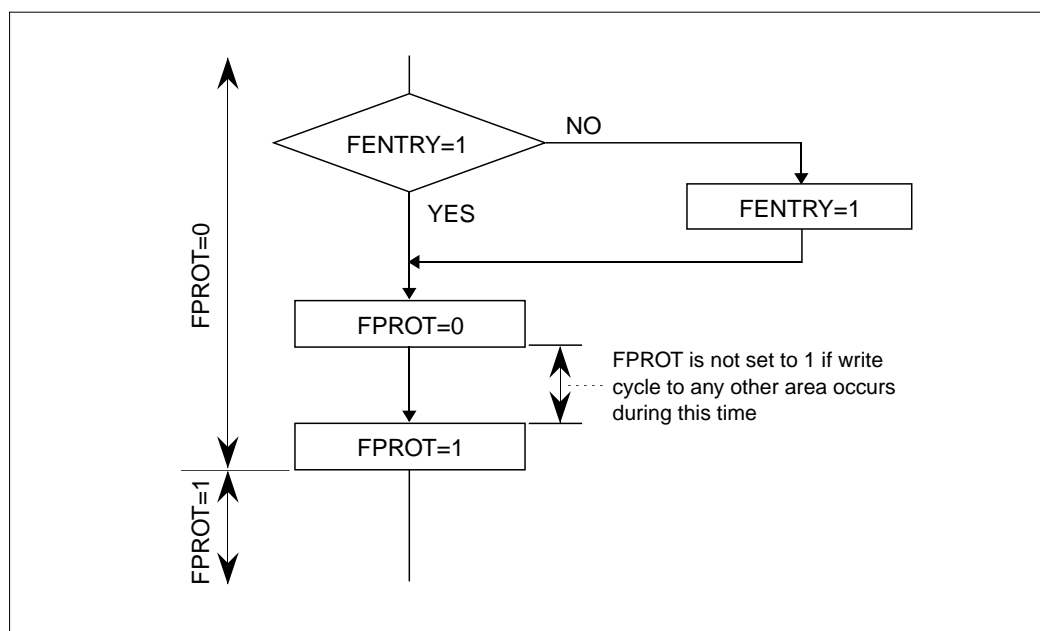 FENTRY=1
NO
YES
FENTRY=1
FPROT=0
FPROT=0
FPROT is not set to 1 if write
cycle to any other area occurs
during this time
FPROT=1
FPROT=1